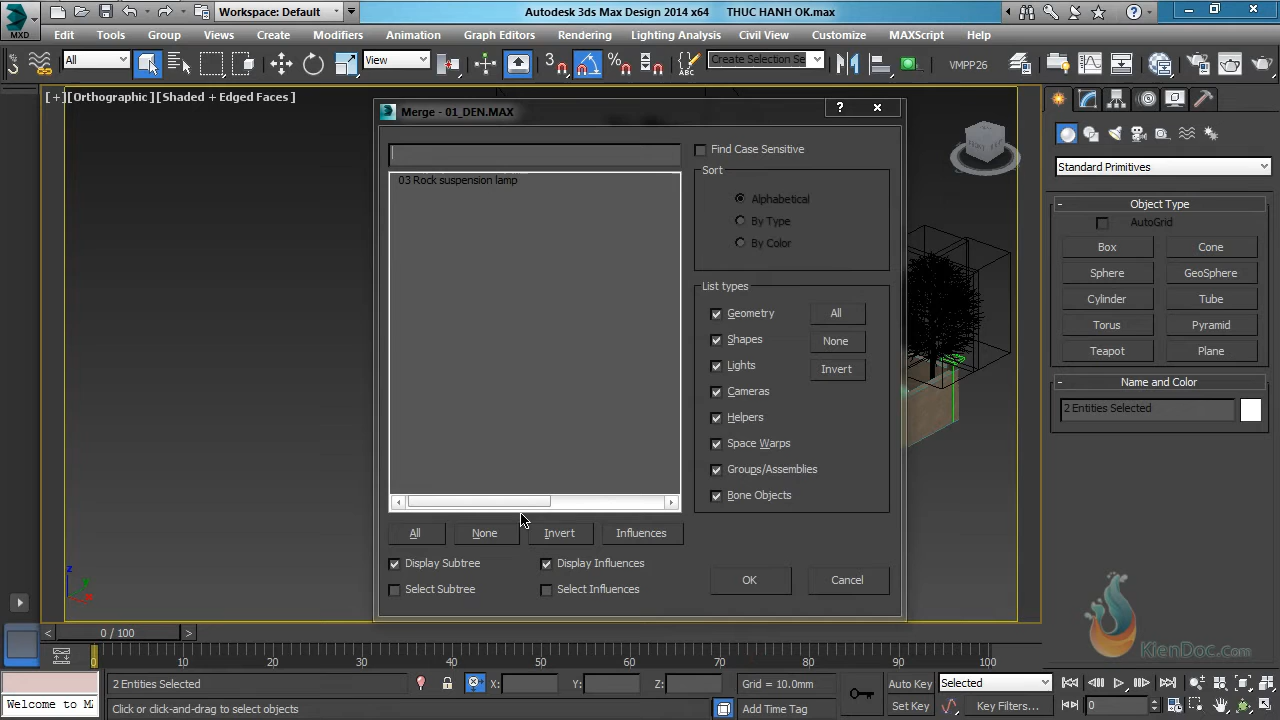 Workspace: Default
Autodesk 3ds Max Design 2014 x64 THUC HANH OK.max
MXD
Edit Tools Group Views Create Modifiers Animation Graph Editors Rendering Lighting Analysis Civil View Customize MAXScript Help
All View 3 Create Selection Se VMPP26
[+][Orthographic][Shaded + Edged Faces]
Merge - 01_DEN.MAX
Find Case Sensitive
03 Rock suspension lamp
Sort
Alphabetical
By Type
By Color
List types
Geometry All
Shapes None
Lights Invert
Cameras
Helpers
Space Warps
Groups/Assemblies
Bone Objects
All None Invert Influences
Display Subtree Display Influences
Select Subtree Select Influences
OK Cancel
Standard Primitives
Object Type
AutoGrid
Box Cone
Sphere GeoSphere
Cylinder Tube
Torus Pyramid
Teapot Plane
Name and Color
2 Entities Selected
z
y
x
KienDoc.com
0 / 100
0 10 20 30 40 50 60 70 80 90 100
2 Entities Selected X: Y: Z: Grid = 10.0mm Auto Key Selected
Welcome to M Click or click-and-drag to select objects Add Time Tag Set Key Key Filters... 0